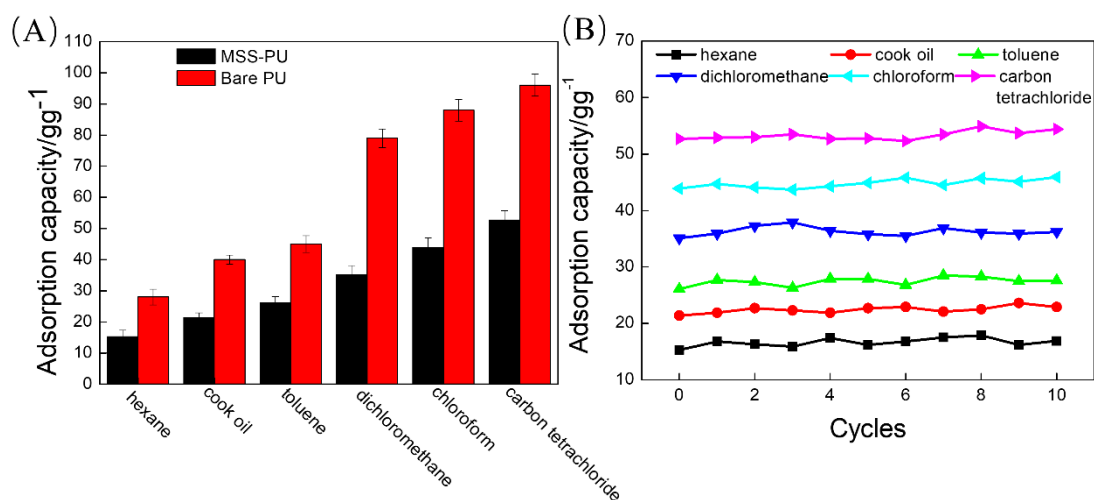 (A)
Adsorption capacity/gg⁻¹
110
100
90
80
70
60
50
40
30
20
10
0
MSS-PU
Bare PU
hexane
cook oil
toluene
dichloromethane
chloroform
carbon tetrachloride
(B)
Adsorption capacity/gg⁻¹
70
60
50
40
30
20
10
hexane cook oil toluene
dichloromethane chloroform carbon
tetrachloride
0 2 4 6 8 10
Cycles